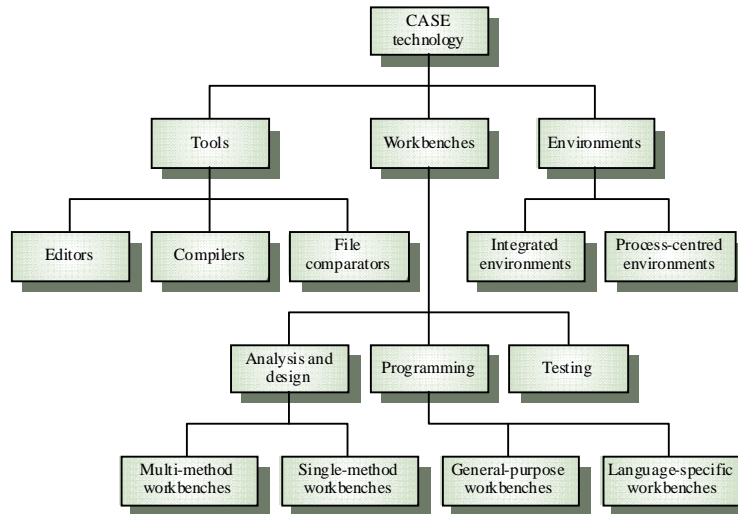 CASE
technology
Tools
Workbenches
Environments
Editors
Compilers
File
comparators
Integrated
environments
Process-centred
environments
Analysis and
design
Programming
Testing
Multi-method
workbenches
Single-method
workbenches
General-purpose
workbenches
Language-specific
workbenches